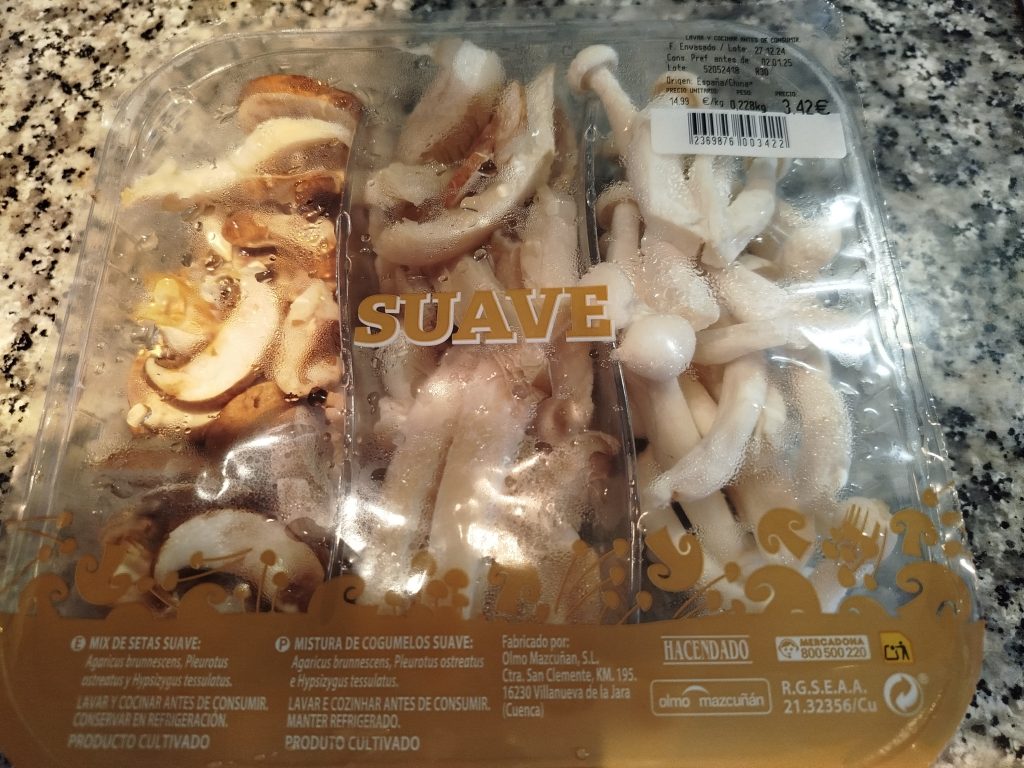 LAVAR Y COCINAR ANTES DE CONSUMIR.
F. Envasado / Lote 27.12.24
Cons. Pref antes de 02.01.25
Lote 52052418 R30
Origen: España/China*
PRECIO UNITARIO: PESO: PRECIO:
14,99 €/kg 0,228kg 3,42€
2369876 003422
SUAVE
E MIX DE SETAS SUAVE:
Agaricus brunnescens, Pleurotus
ostreatus y Hypsizygus tessulatus.
LAVAR Y COCINAR ANTES DE CONSUMIR.
CONSERVAR EN REFRIGERACIÓN.
PRODUCTO CULTIVADO
P MISTURA DE COGUMELOS SUAVE:
Agaricus brunnescens, Pleurotus ostreatus
e Hypsizygus tessulatus.
LAVAR E COZINHAR ANTES DE CONSUMIR.
MANTER REFRIGERADO.
PRODUTO CULTIVADO
Fabricado por:
Olmo Mazcuñan, S.L.
Ctra. San Clemente, KM. 195.
16230 Villanueva de la Jara
(Cuenca)
HACENDADO
olmo mazcuñán
MERCADONA
800 500 220
R.G.S.E.A.A.
21.32356/Cu